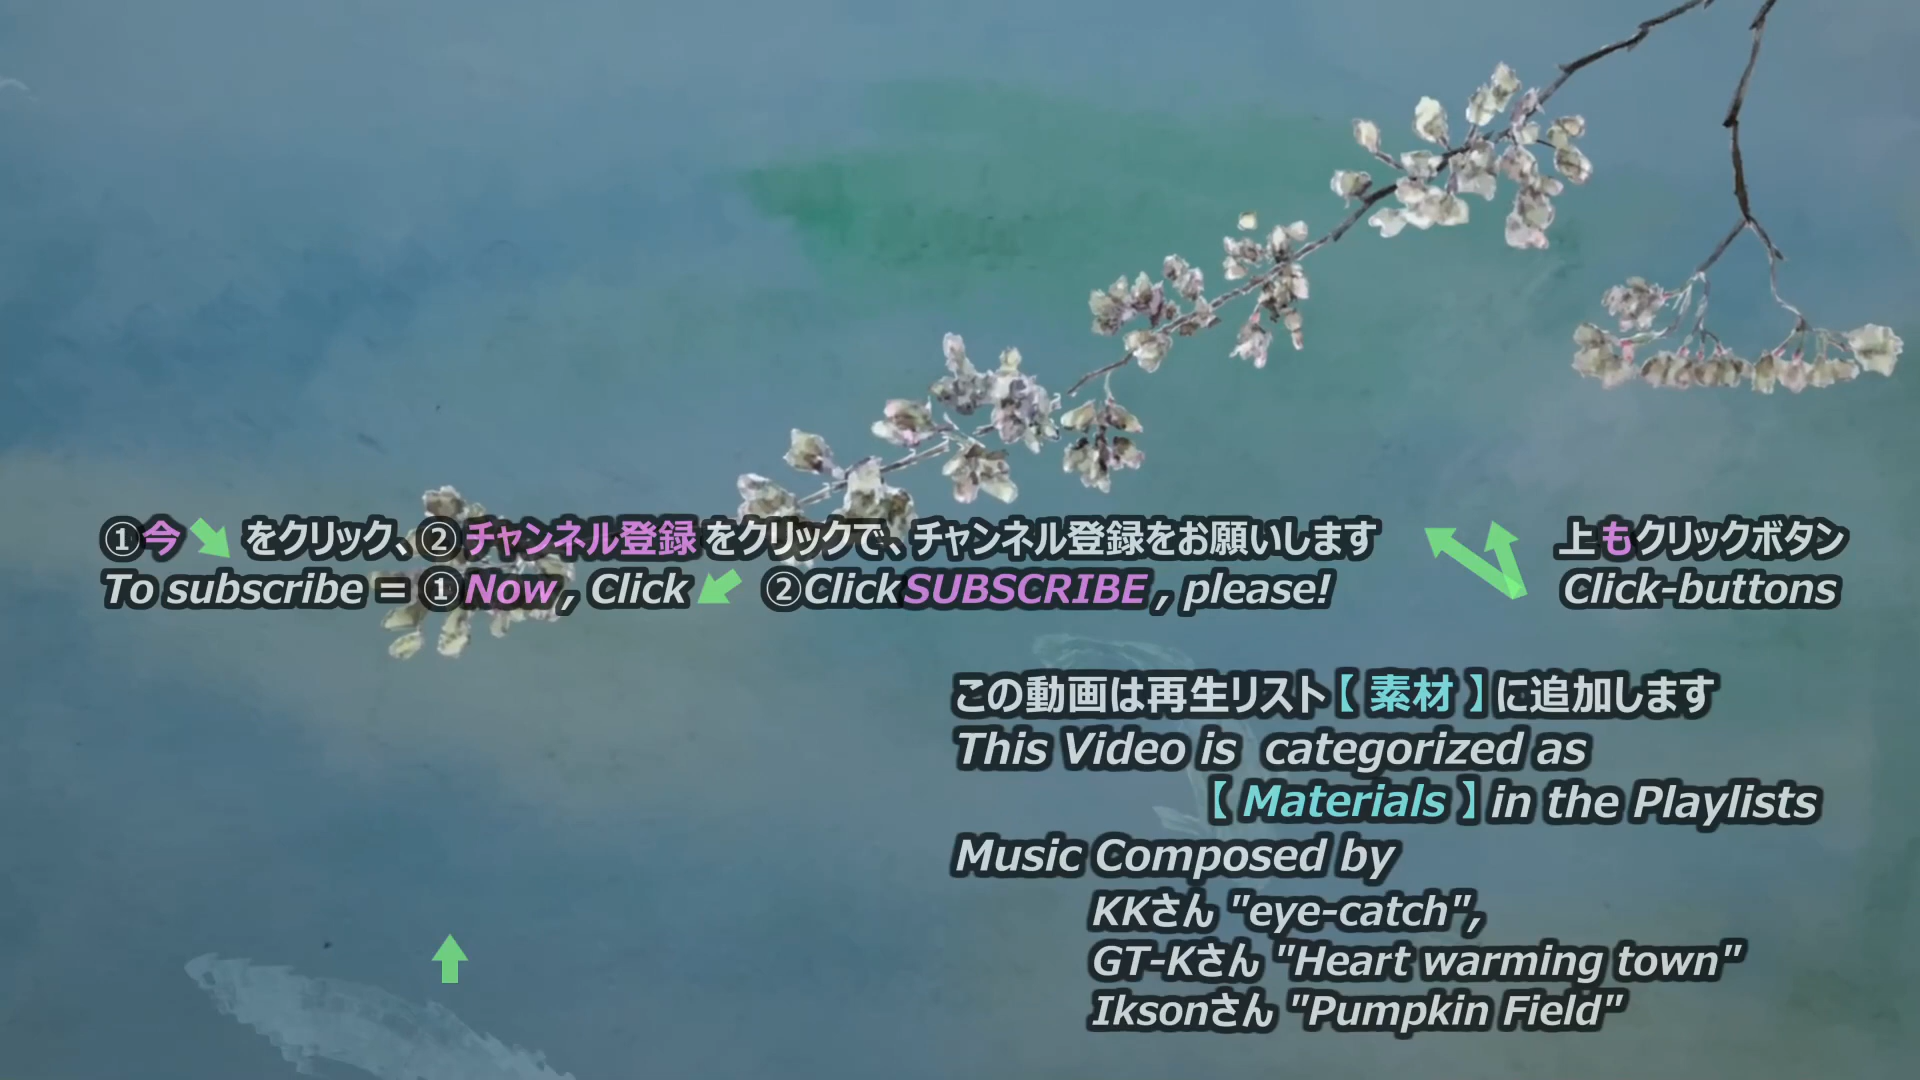 ①今 をクリック、②チャンネル登録をクリックで、チャンネル登録をお願いします
To subscribe = ①Now, Click ②Click SUBSCRIBE, please!
上もクリックボタン
Click-buttons
この動画は再生リスト【 素材 】に追加します
This Video is categorized as
【 Materials 】in the Playlists
Music Composed by
KKさん "eye-catch",
GT-Kさん "Heart warming town"
Iksonさん "Pumpkin Field"